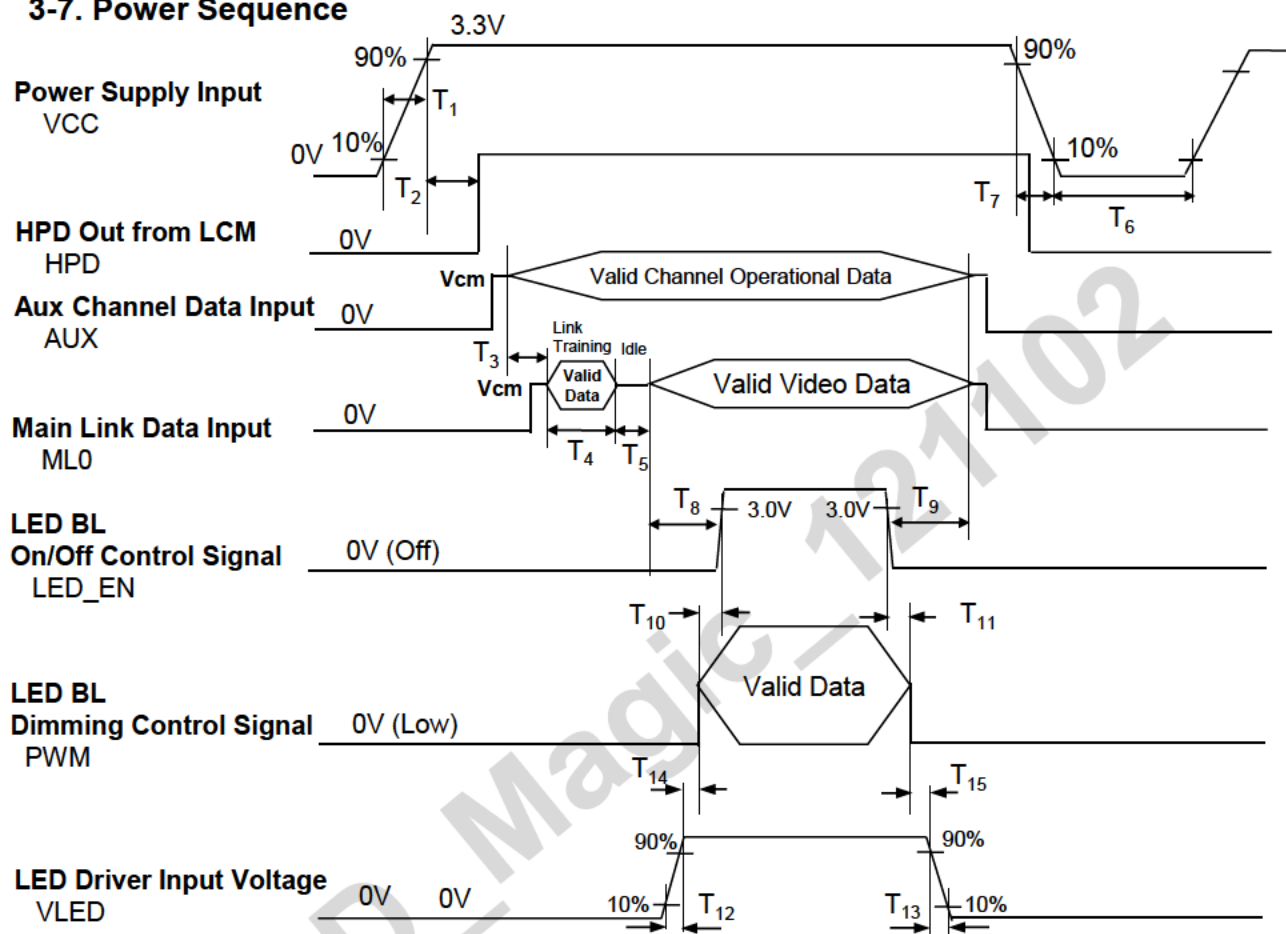 3-7. Power Sequence
3.3V
90%
90%
Power Supply Input
VCC
T1
0V 10%
10%
T2
T7
T6
HPD Out from LCM
HPD
0V
Vcm
Valid Channel Operational Data
Aux Channel Data Input
AUX
0V
T3
Link
Training
Idle
Vcm
Valid
Data
Valid Video Data
Main Link Data Input
ML0
0V
T4
T5
T8
3.0V
3.0V
T9
LED BL
On/Off Control Signal
LED_EN
0V (Off)
T10
T11
Valid Data
LED BL
Dimming Control Signal
PWM
0V (Low)
T14
T15
90%
90%
LED Driver Input Voltage
VLED
0V
0V
10%
T12
T13
10%
D_Magic_121102